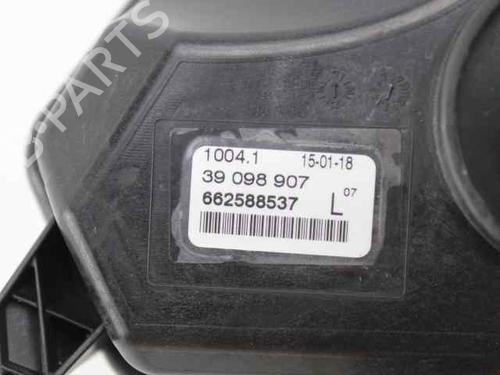 B-PARTS
1004.1 15-01-18
39 098 907
662588537 L 07